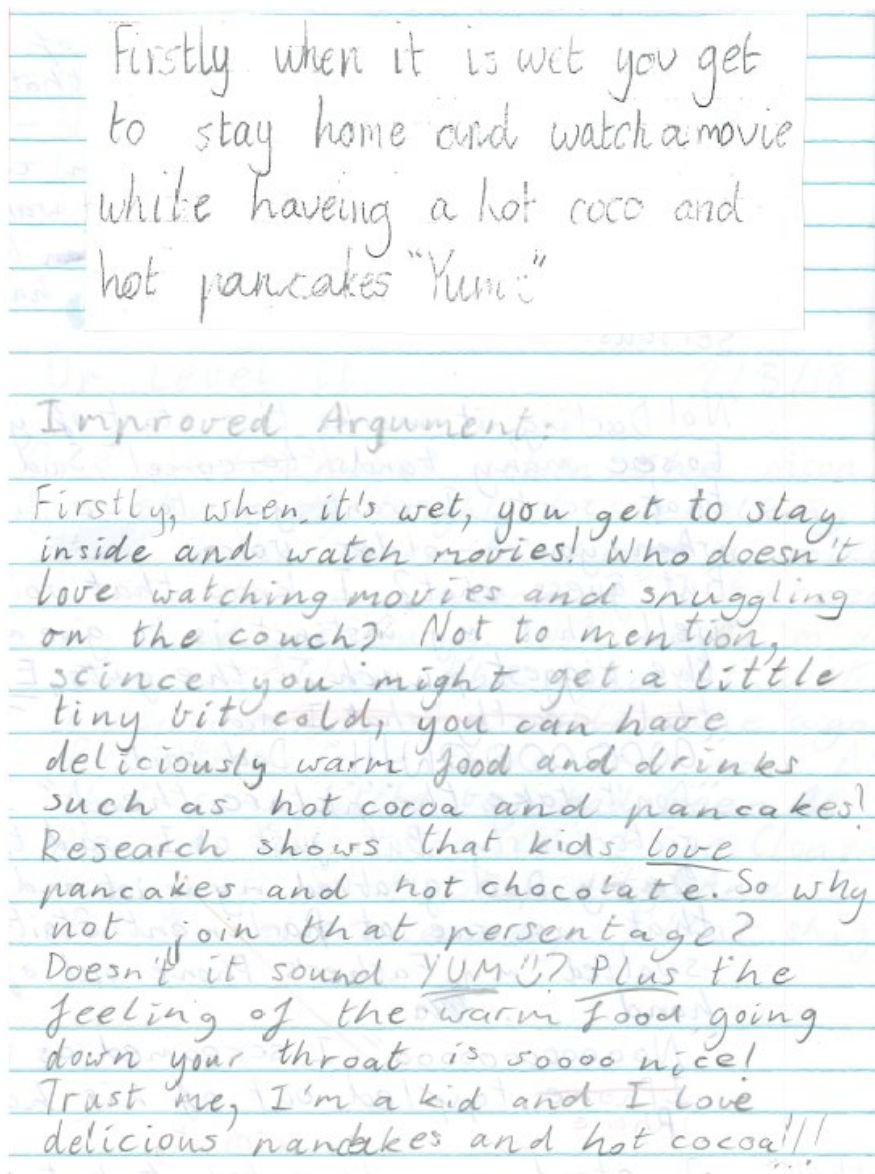 Firstly when it is wet you get
to stay home and watch a movie
while haveing a hot coco and
hot pancakes "Yum"
Improved Argument:
Firstly, when it's wet, you get to stay
inside and watch movies! Who doesn't
love watching movies and snuggling
on the couch? Not to mention,
scince you might get a little
tiny bit cold, you can have
deliciously warm food and drinks
such as hot cocoa and pancakes!
Research shows that kids love
pancakes and hot chocolate. So why
not join that persentage?
Doesn't it sound YUM? Plus the
feeling of the warm food going
down your throat is soooo nice!
Trust me, I'm a kid and I love
delicious pancakes and hot cocoa!!!